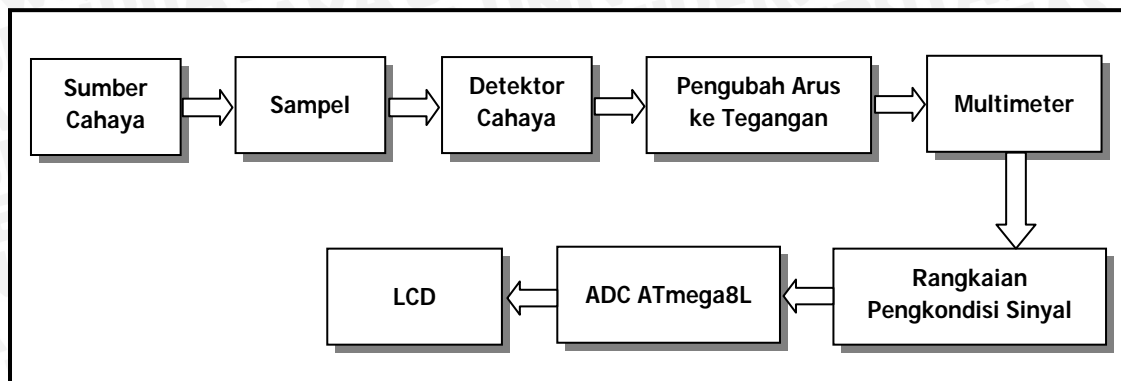 Sumber
Cahaya
Sampel
Detektor
Cahaya
Pengubah Arus
ke Tegangan
Multimeter
Rangkaian
Pengkondisi Sinyal
ADC ATmega8L
LCD